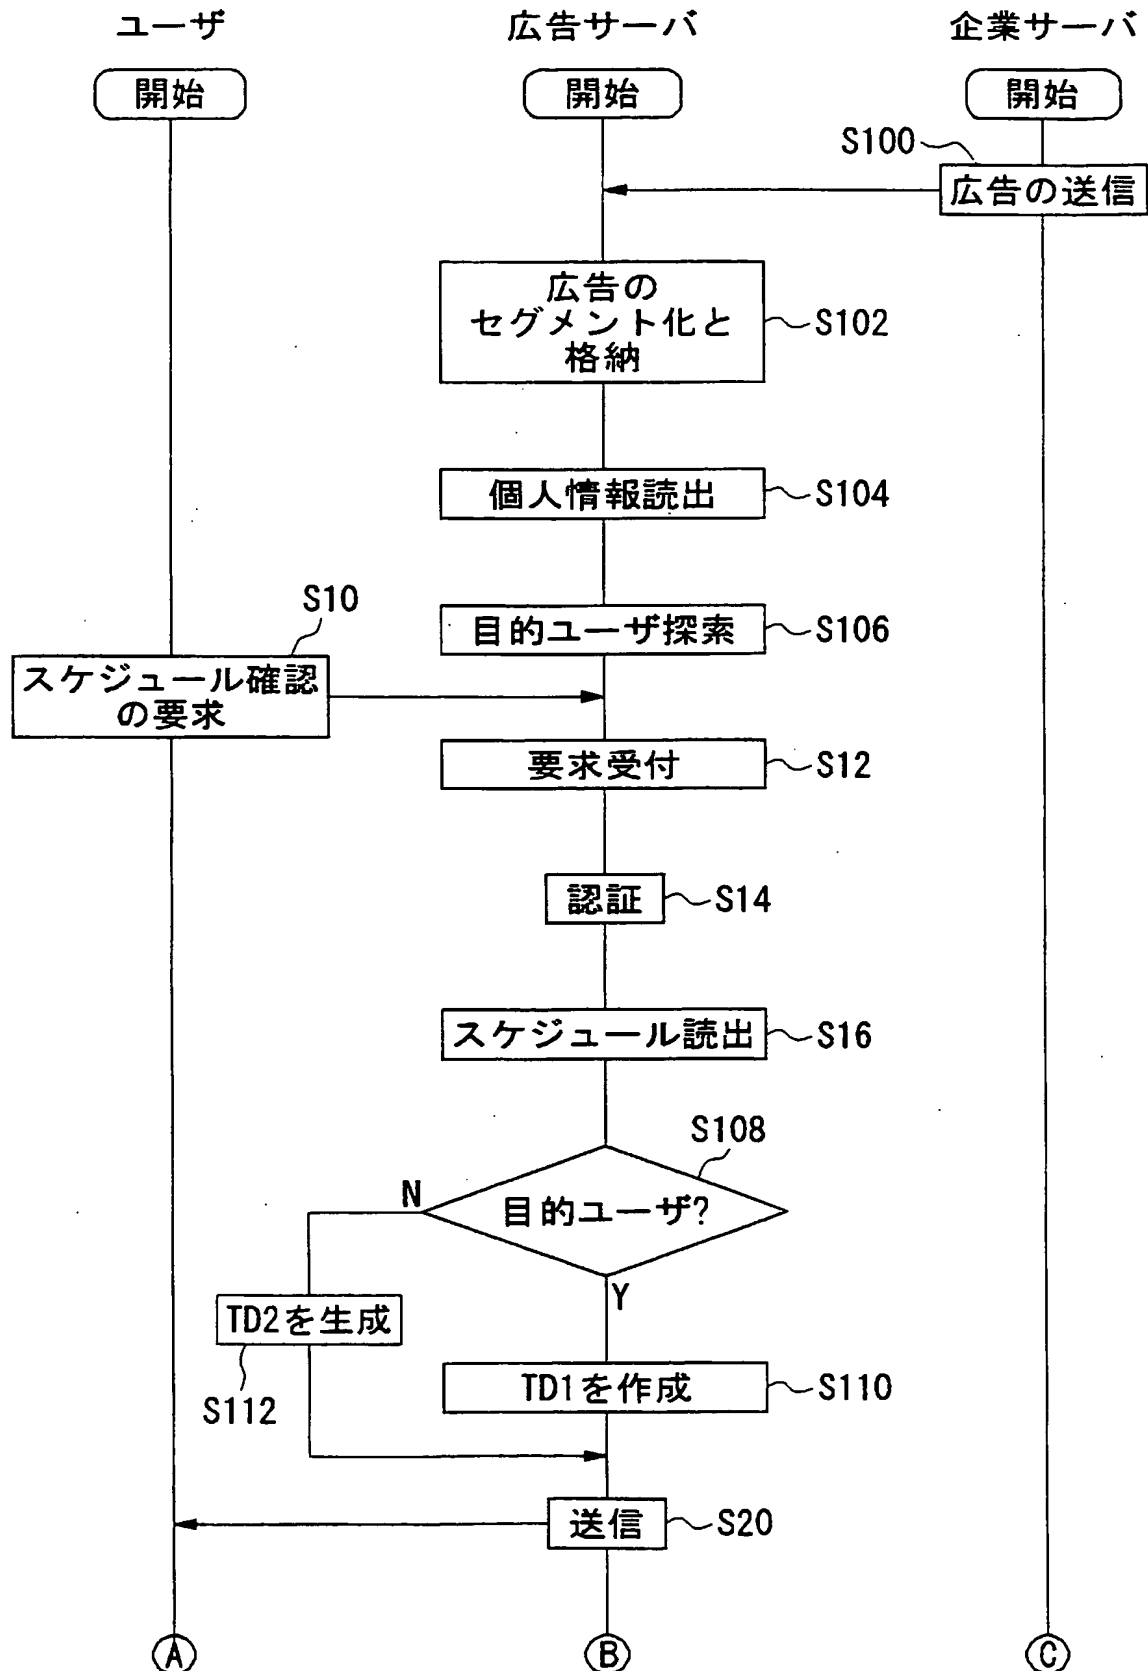 ユーザ
広告サーバ
企業サーバ
開始
開始
開始
S100
広告の送信
広告の
セグメント化と
格納
S102
個人情報読出
S104
S10
目的ユーザ探索
S106
スケジュール確認
の要求
要求受付
S12
認証
S14
スケジュール読出
S16
S108
N
目的ユーザ?
Y
TD2を生成
S112
TD1を作成
S110
送信
S20
A
B
C